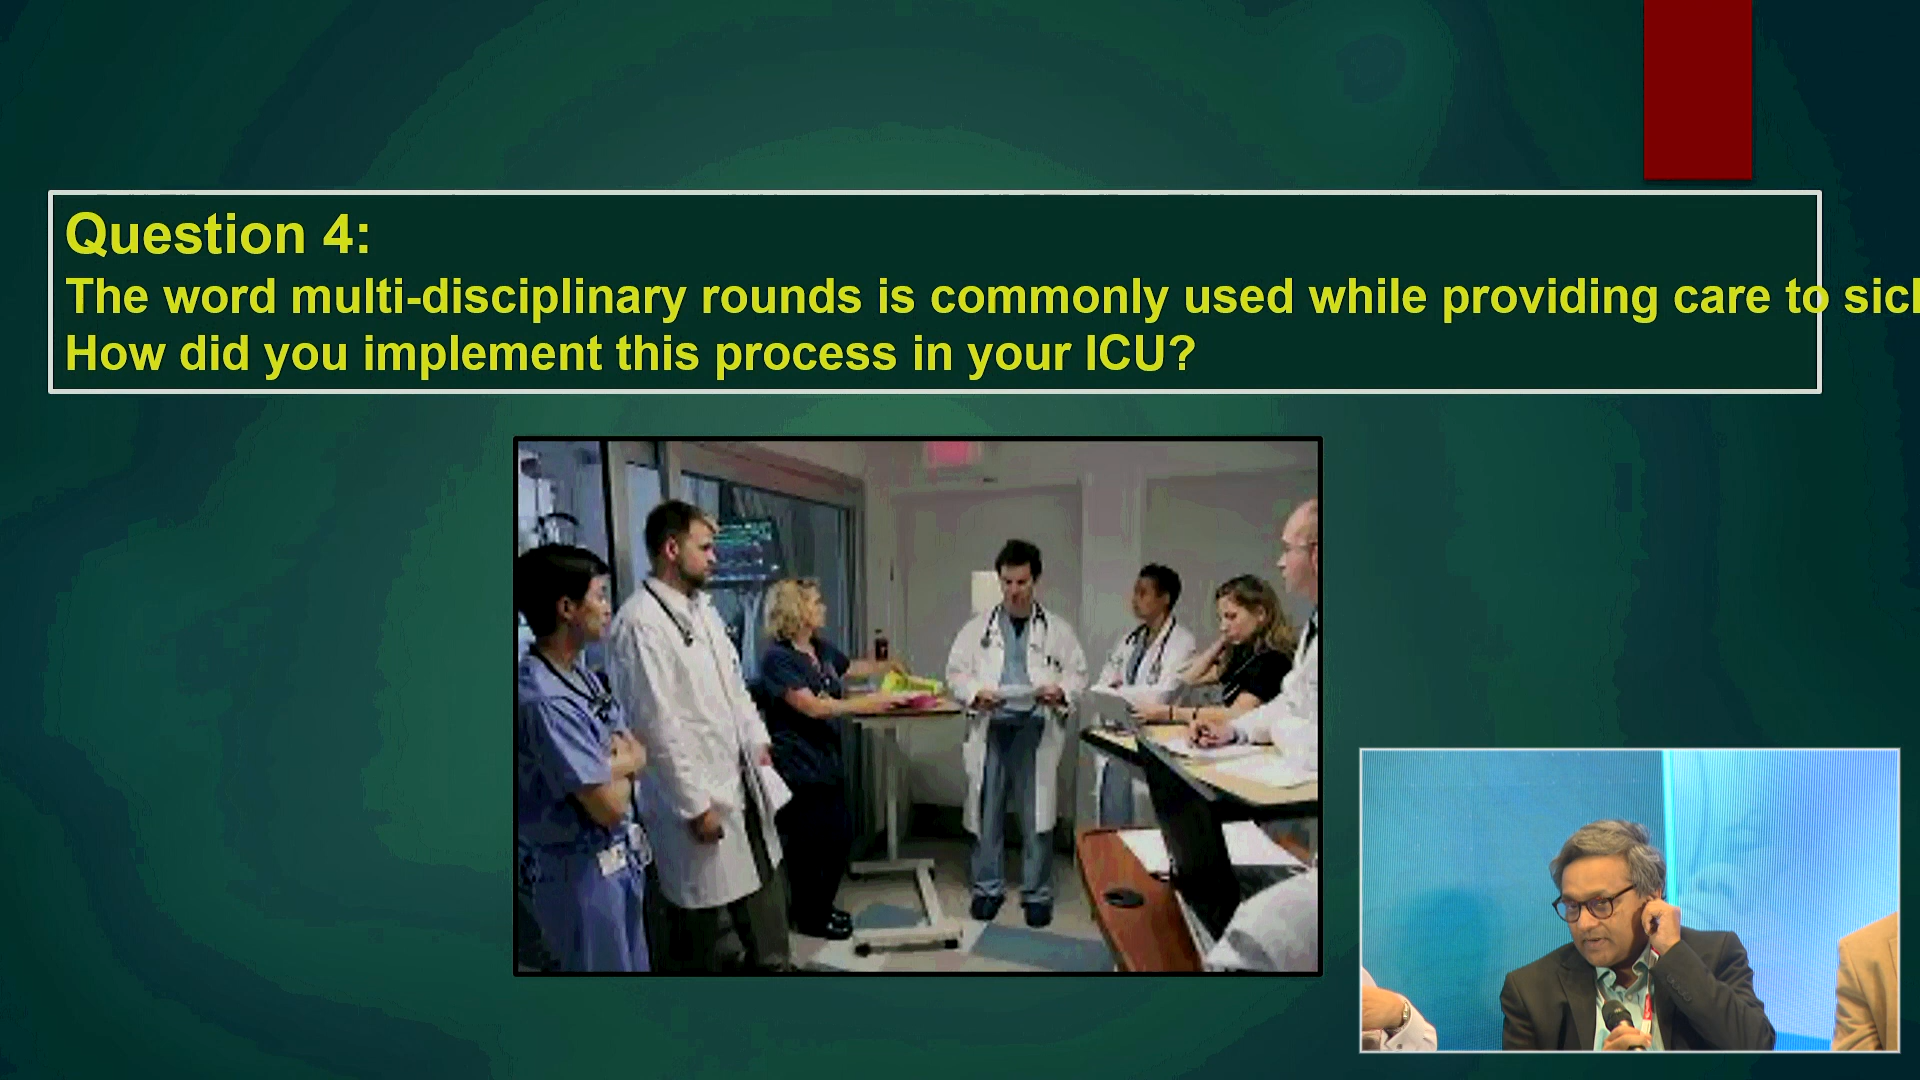 Question 4:
The word multi-disciplinary rounds is commonly used while providing care to
How did you implement this process in your ICU?